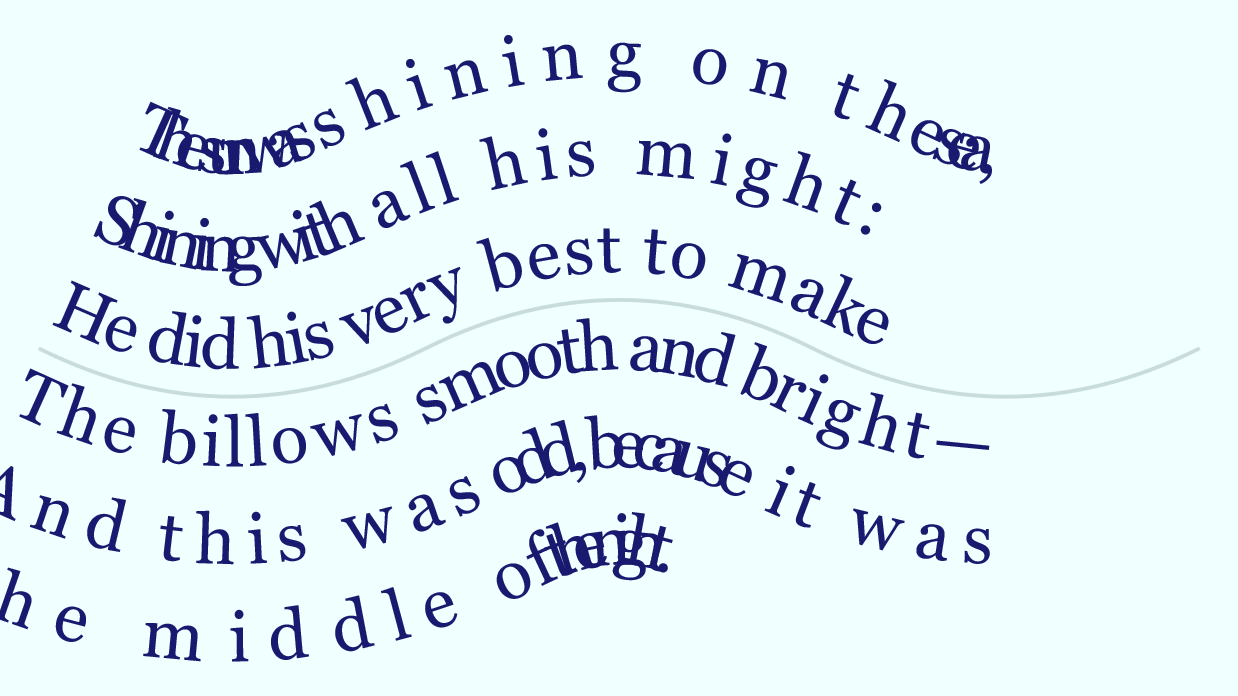 The sun was shining on the sea,
Shining with all his might:
He did his very best to make
The billows smooth and bright—
And this was odd, because it was
he middle of the night.